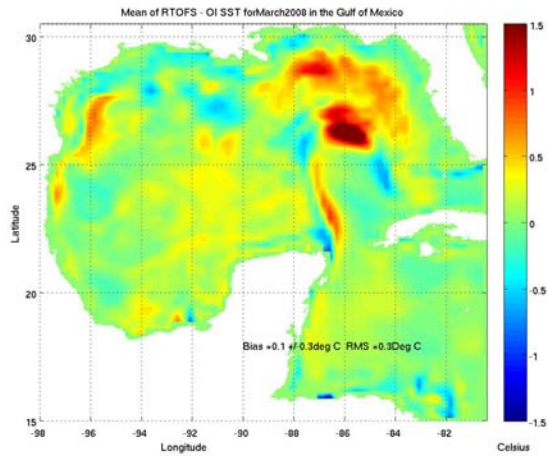 Mean of RTOFS - OI SST forMarch2008 in the Gulf of Mexico
30
25
20
15
Latitude
Bias =0.1 +/-0.3deg C RMS =0.3Deg C
-98 -96 -94 -92 -90 -88 -86 -84 -82
Longitude
1.5
1
0.5
0
-0.5
-1
-1.5
Celsius